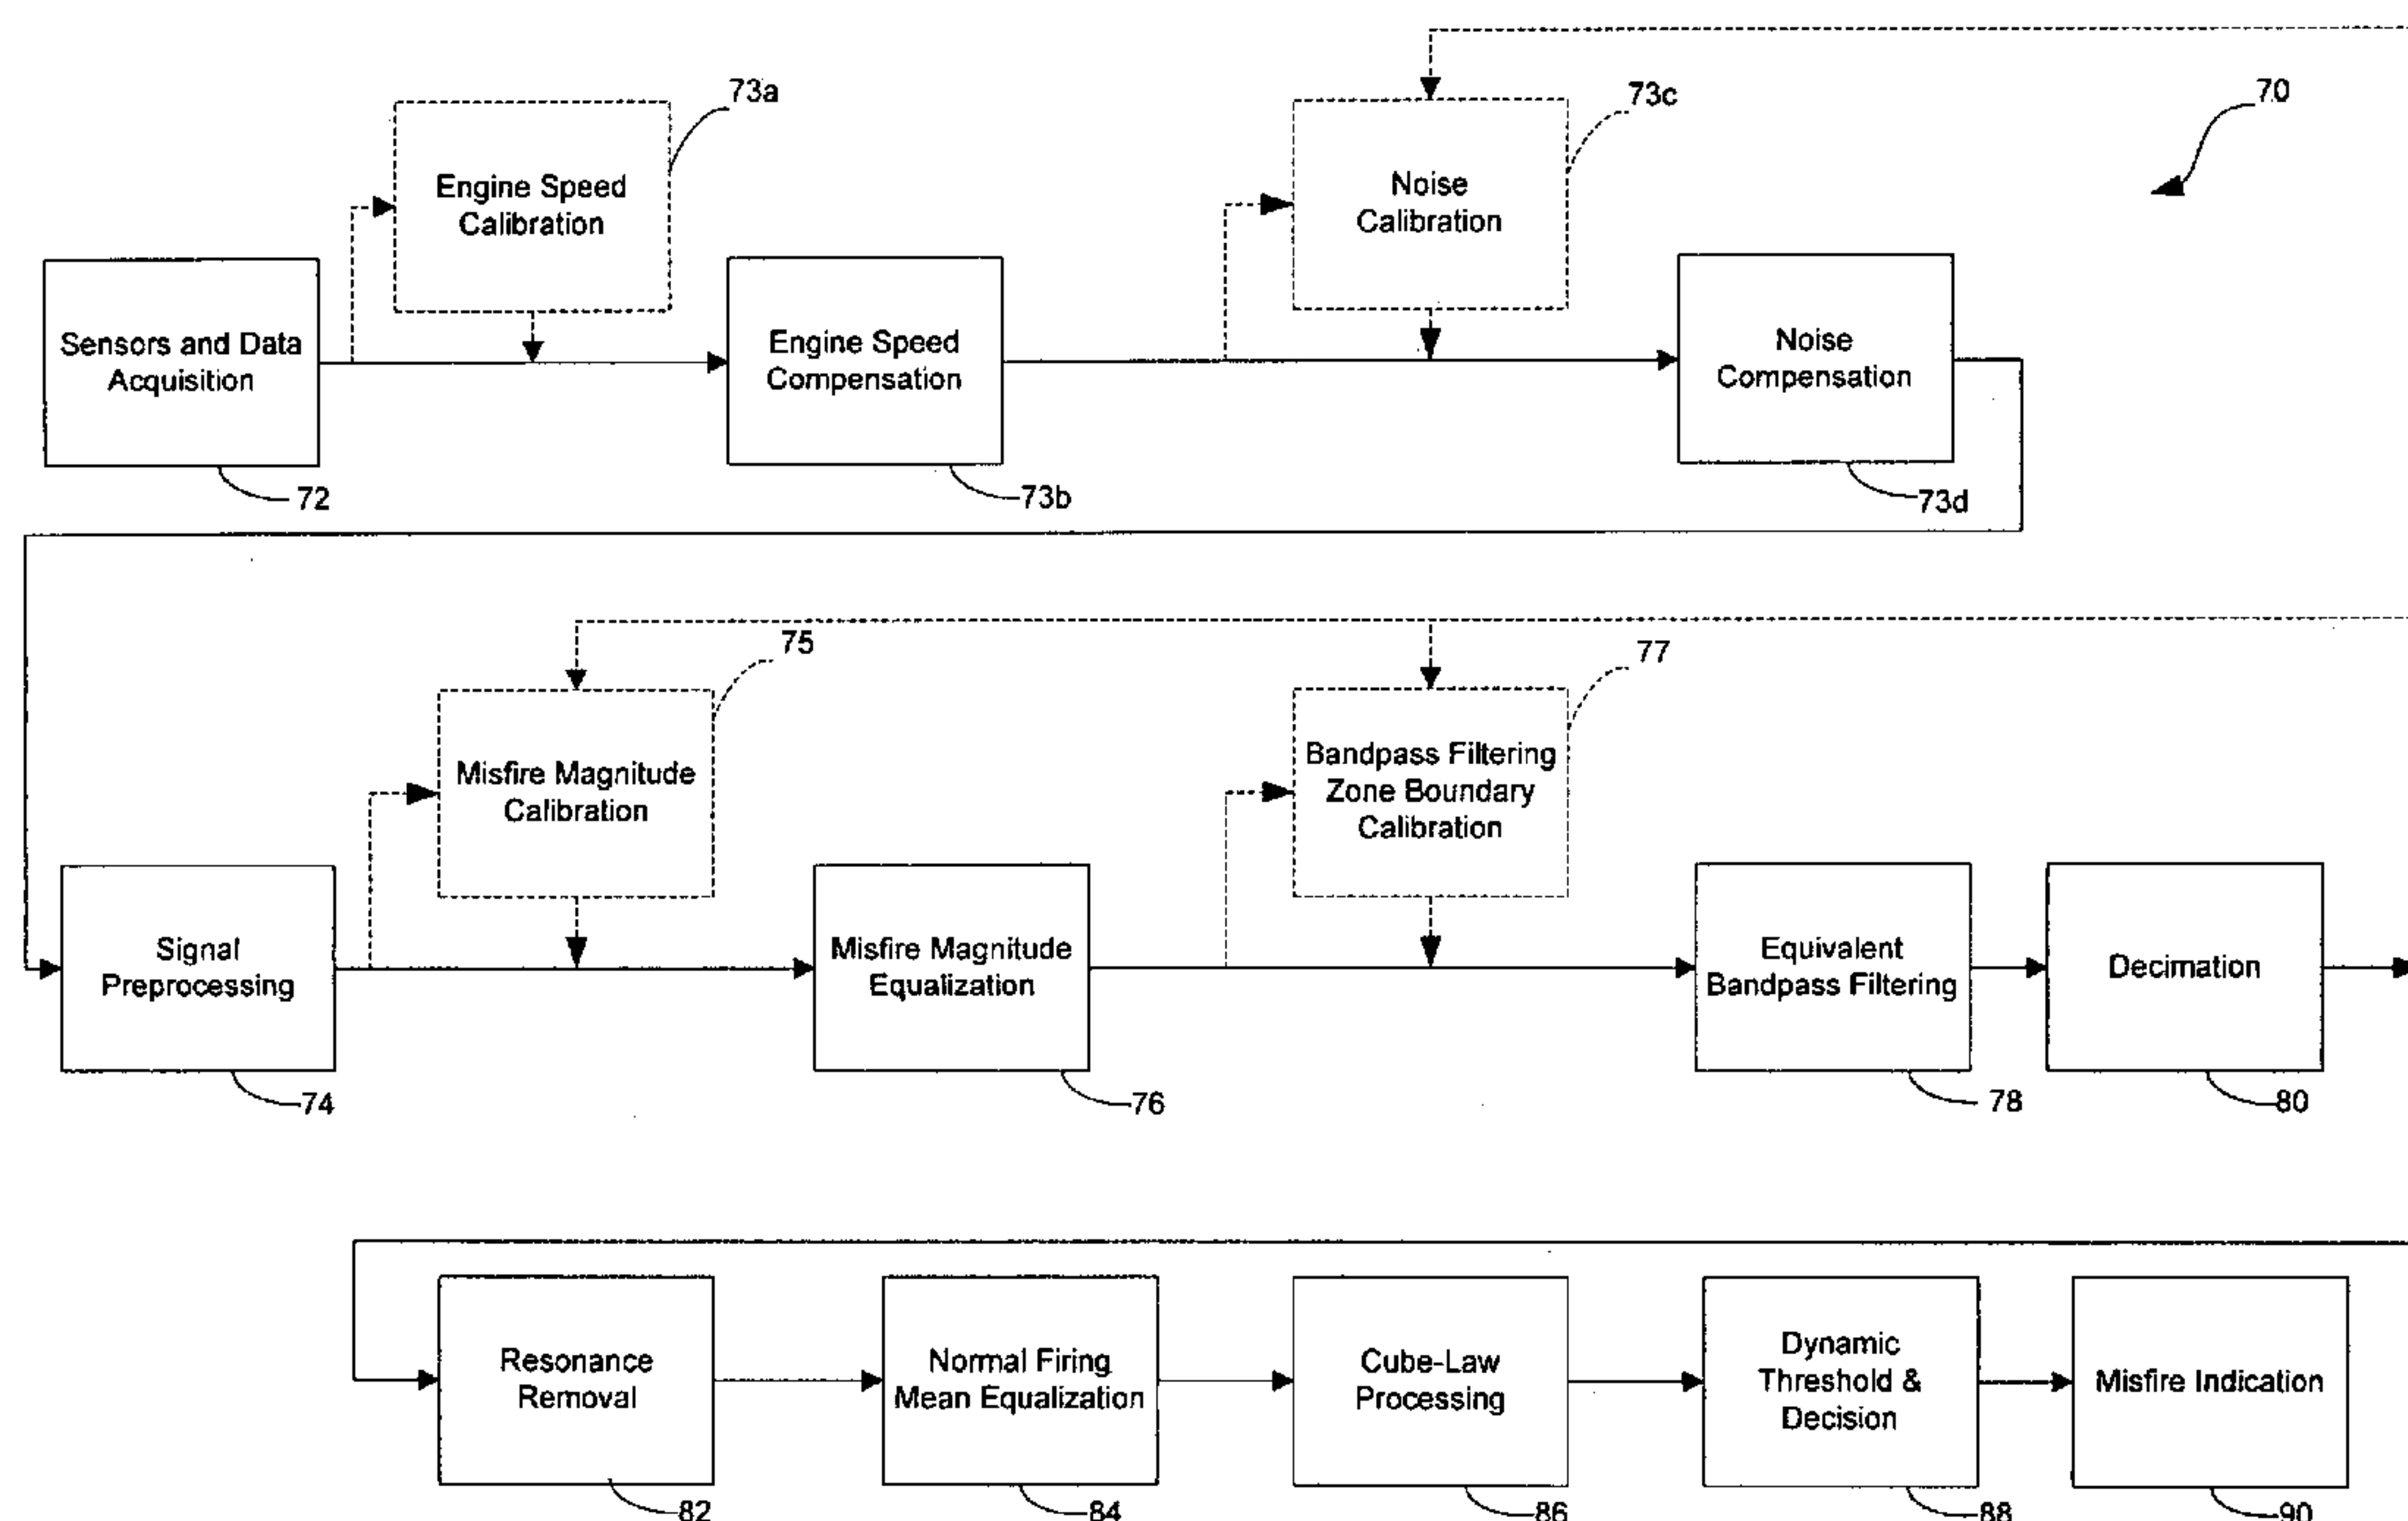 73a
73c
70
Engine Speed
Calibration
Noise
Calibration
Sensors and Data
Acquisition
Engine Speed
Compensation
Noise
Compensation
72
73b
73d
75
77
Misfire Magnitude
Calibration
Bandpass Filtering
Zone Boundary
Calibration
Signal
Preprocessing
Misfire Magnitude
Equalization
Equivalent
Bandpass Filtering
Decimation
74
76
78
80
Resonance
Removal
Normal Firing
Mean Equalization
Cube-Law
Processing
Dynamic
Threshold &
Decision
Misfire Indication
82
84
86
88
90